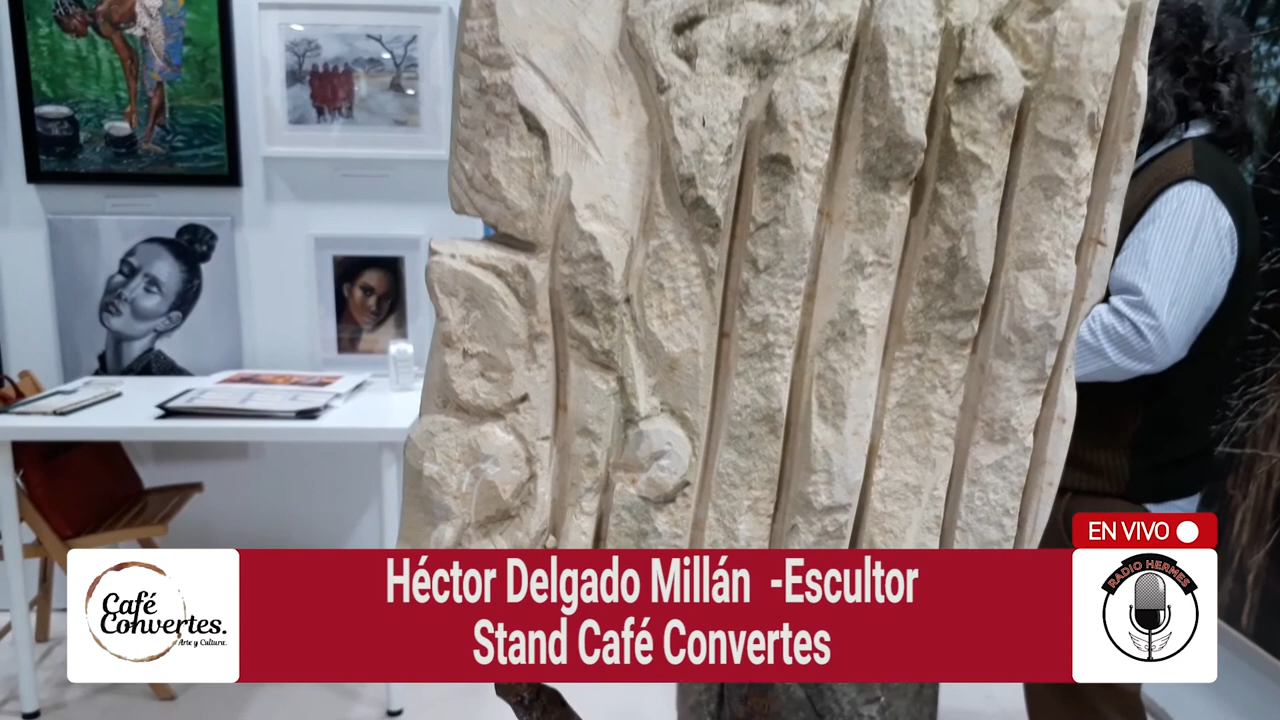 EN VIVO
Héctor Delgado Millán -Escultor
Stand Café Convertes
Café
Convertes.
Arte y Cultura.
RADIO HERMES